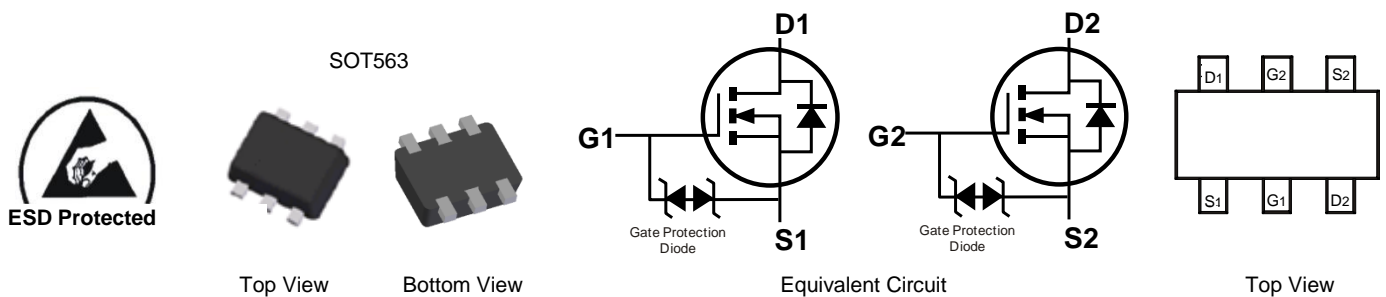 SOT563
ESD Protected
Top View
Bottom View
D1
G1
Gate Protection
Diode
S1
D2
G2
Gate Protection
Diode
S2
Equivalent Circuit
D1
G2
S2
S1
G1
D2
Top View